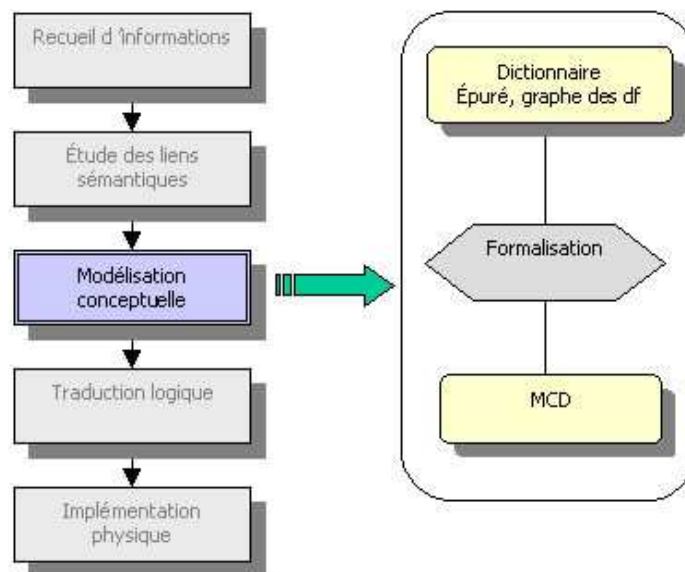 Recueil d 'informations
Étude des liens
sémantiques
Modélisation
conceptuelle
Traduction logique
Implémentation
physique
Dictionnaire
Épuré, graphe des df
Formalisation
MCD